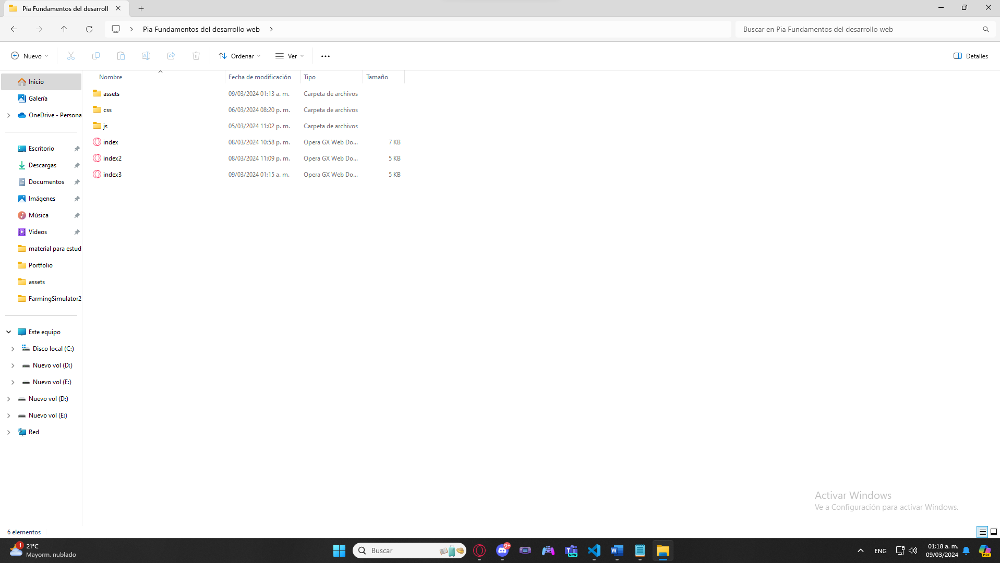 Pia Fundamentos del desarroll
Pia Fundamentos del desarrollo web
Buscar en Pia Fundamentos del desarrollo web
Nuevo
Ordenar
Ver
Detalles
Nombre Fecha de modificación Tipo Tamaño
assets 09/03/2024 01:13 a. m. Carpeta de archivos
css 06/03/2024 08:20 p. m. Carpeta de archivos
js 05/03/2024 11:02 p. m. Carpeta de archivos
index 08/03/2024 10:58 p. m. Opera GX Web Do... 7 KB
index2 08/03/2024 11:09 p. m. Opera GX Web Do... 5 KB
index3 09/03/2024 01:15 a. m. Opera GX Web Do... 5 KB
Inicio
Galería
OneDrive - Persona
Escritorio
Descargas
Documentos
Imágenes
Música
Videos
material para estud
Portfolio
assets
FarmingSimulator2
Este equipo
Disco local (C:)
Nuevo vol (D:)
Nuevo vol (E:)
Nuevo vol (D:)
Nuevo vol (E:)
Red
Activar Windows
Ve a Configuración para activar Windows.
6 elementos
1
21°C
Mayorm. nublado
Buscar
9+
NEW
ENG
01:18 a. m.
09/03/2024
PRE